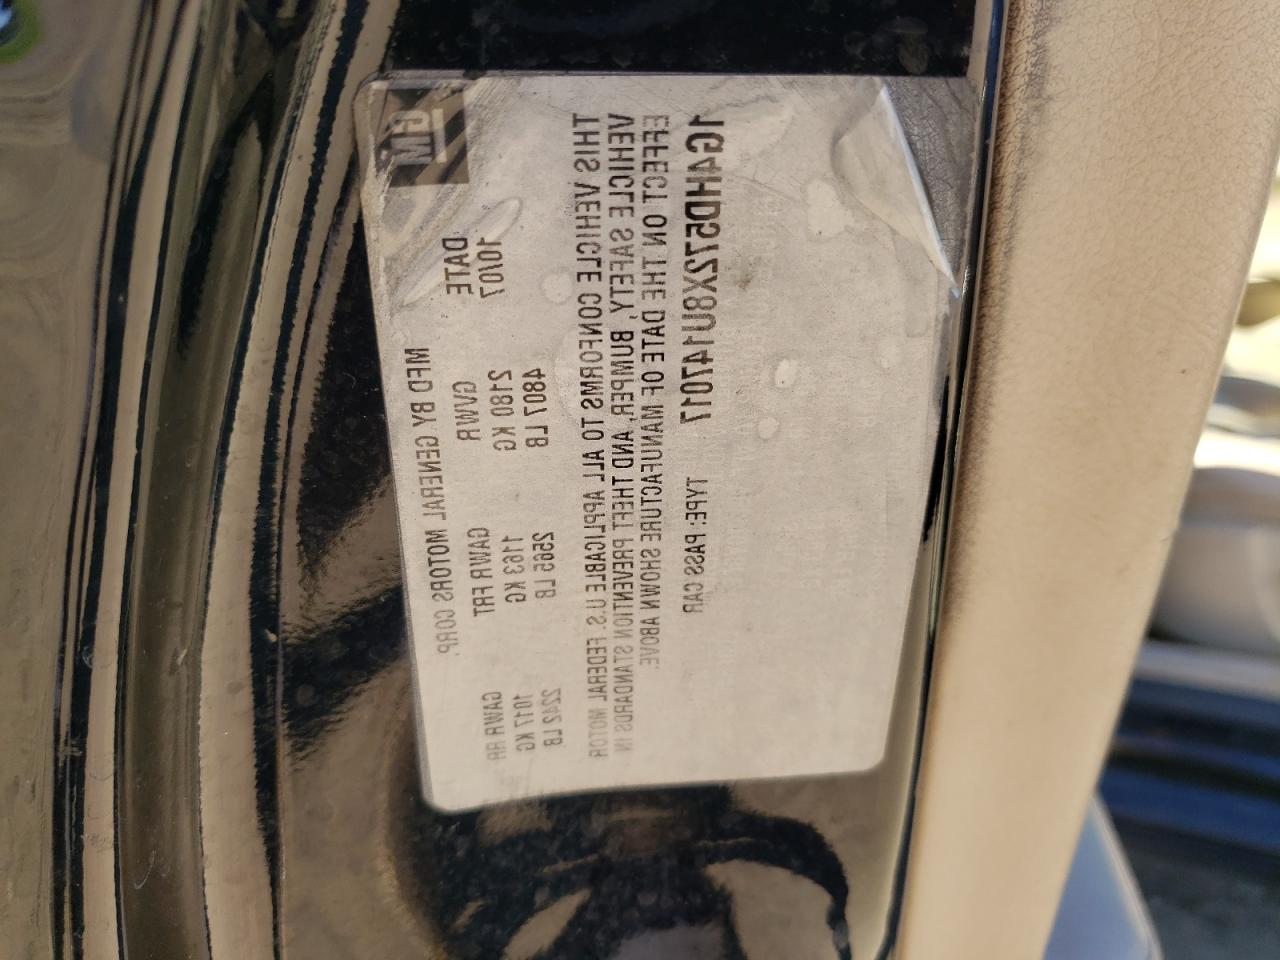 GM
MFD BY GENERAL MOTORS CORP.
DATE GVWR GAWR FRT GAWR RR
10/07 2180 KG 1163 KG 1017 KG
4807 LB 2565 LB 2242 LB
THIS VEHICLE CONFORMS TO ALL APPLICABLE U.S. FEDERAL MOTOR
VEHICLE SAFETY, BUMPER, AND THEFT PREVENTION STANDARDS IN
EFFECT ON THE DATE OF MANUFACTURE SHOWN ABOVE.
1G4HD572X8U147017 TYPE: PASS CAR